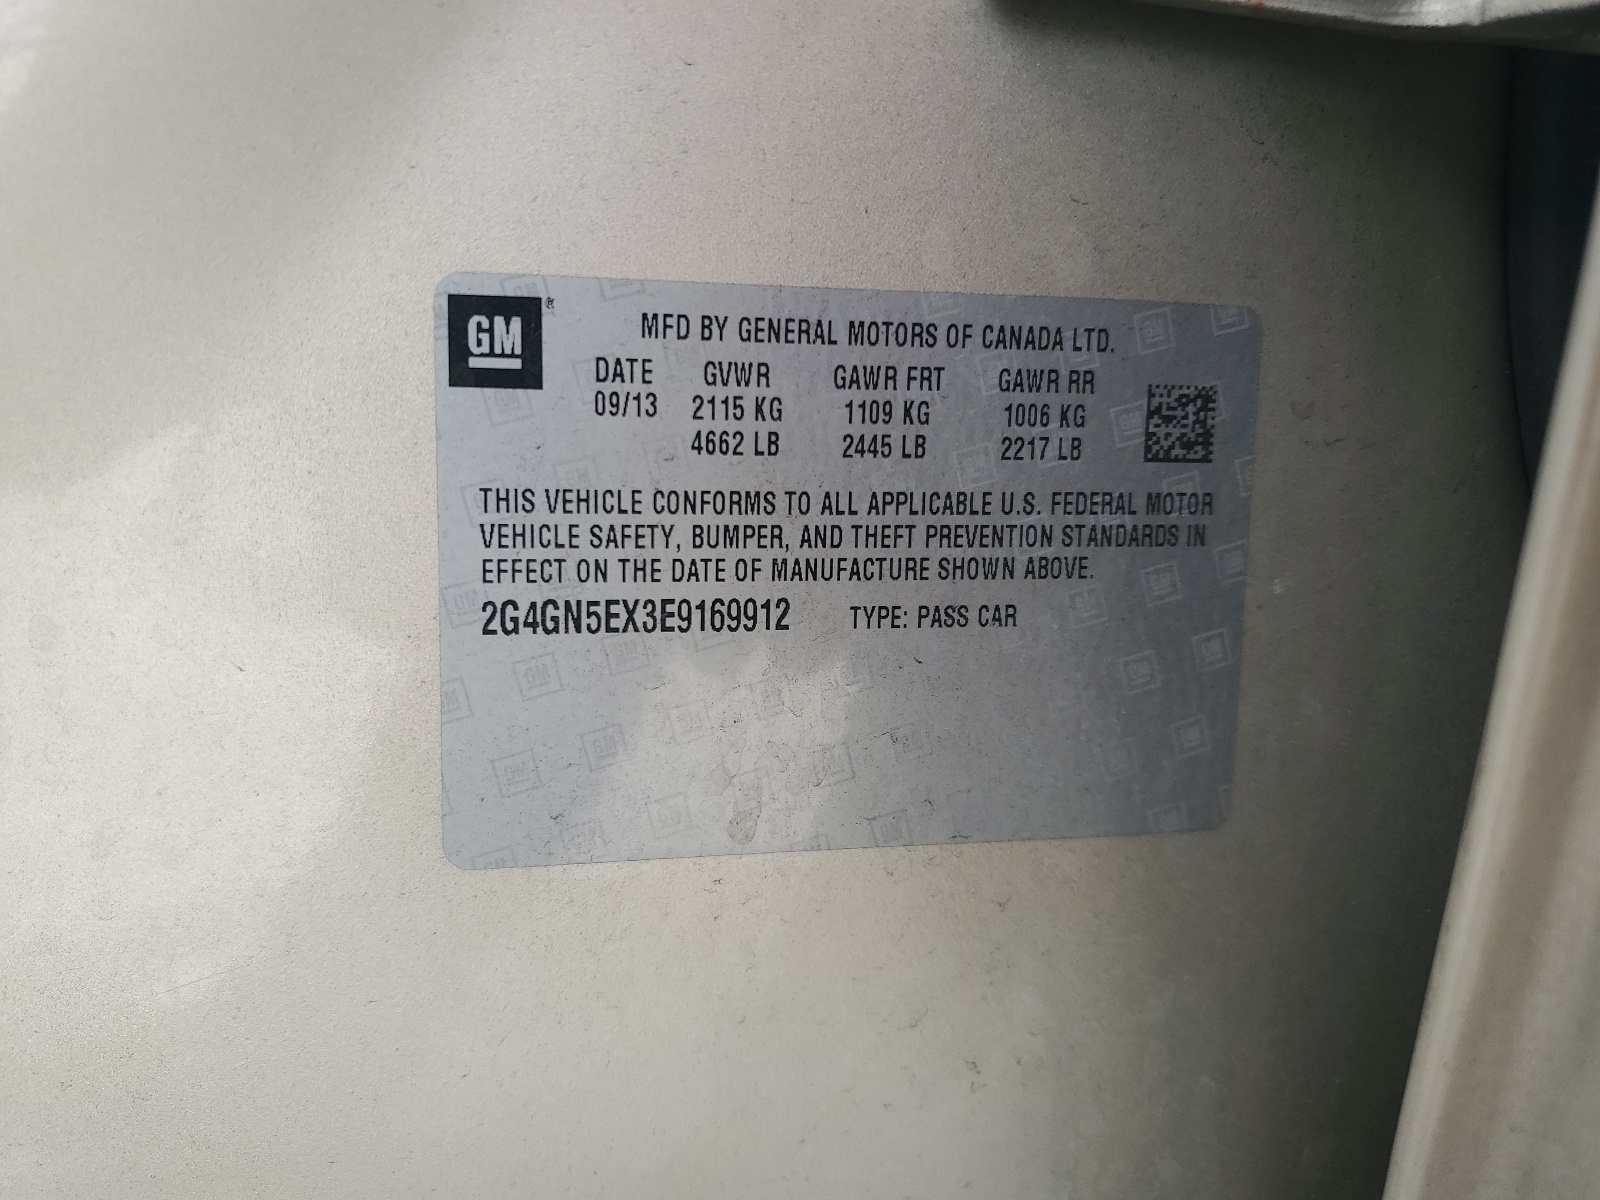 GM®
MFD BY GENERAL MOTORS OF CANADA LTD.
DATE GVWR GAWR FRT GAWR RR
09/13 2115 KG 1109 KG 1006 KG
4662 LB 2445 LB 2217 LB
THIS VEHICLE CONFORMS TO ALL APPLICABLE U.S. FEDERAL MOTOR
VEHICLE SAFETY, BUMPER, AND THEFT PREVENTION STANDARDS IN
EFFECT ON THE DATE OF MANUFACTURE SHOWN ABOVE.
2G4GN5EX3E9169912 TYPE: PASS CAR